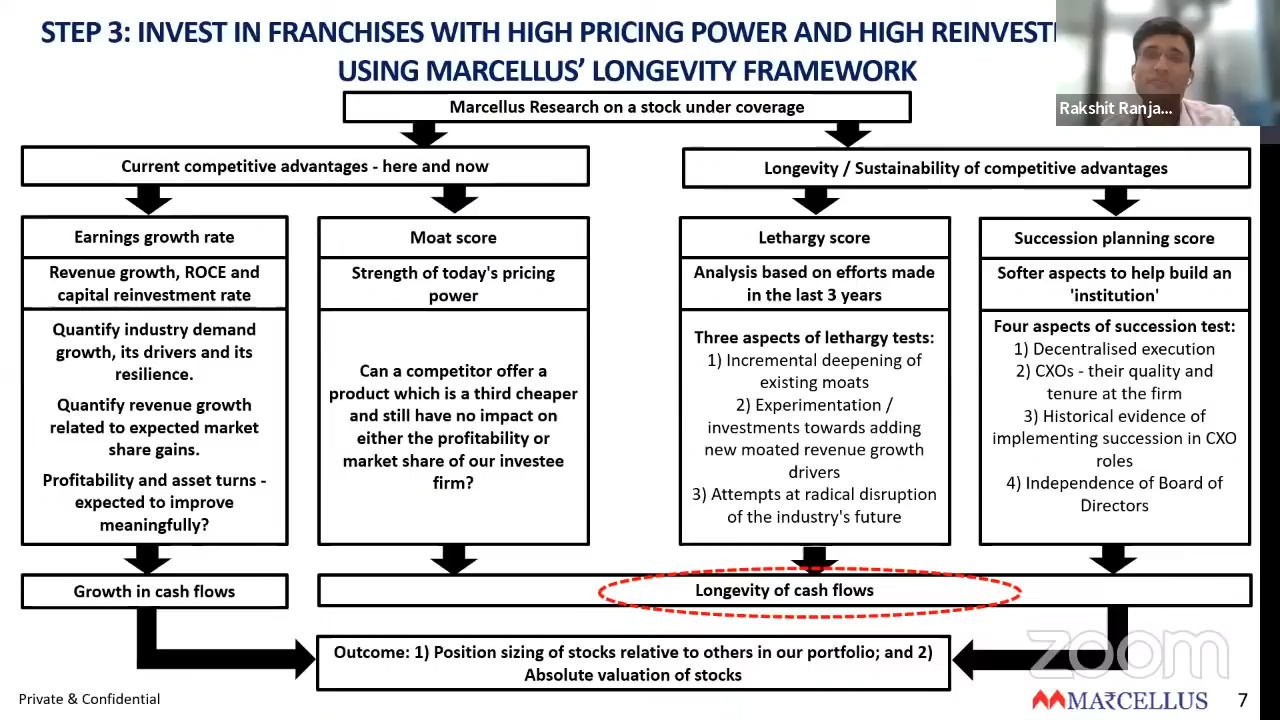 STEP 3: INVEST IN FRANCHISES WITH HIGH PRICING POWER AND HIGH
USING MARCELLUS' LONGEVITY FRAMEWORK
Rakshit Ranja...
Marcellus Research on a stock under coverage
Current competitive advantages - here and now
Longevity / Sustainability of competitive advantages
Earnings growth rate
Revenue growth, ROCE and
capital reinvestment rate
Quantify industry demand
growth, its drivers and its
resilience.
Quantify revenue growth
related to expected market
share gains.
Profitability and asset turns -
expected to improve
meaningfully?
Moat score
Strength of today's pricing
power
Can a competitor offer a
product which is a third cheaper
and still have no impact on
either the profitability or
market share of our investee
firm?
Lethargy score
Analysis based on efforts made
in the last 3 years
Three aspects of lethargy tests:
1) Incremental deepening of
existing moats
2) Experimentation /
investments towards adding
new moated revenue growth
drivers
3) Attempts at radical disruption
of the industry's future
Succession planning score
Softer aspects to help build an
'institution'
Four aspects of succession test:
1) Decentralised execution
2) CXOs - their quality and
tenure at the firm
3) Historical evidence of
implementing succession in CXO
roles
4) Independence of Board of
Directors
Growth in cash flows
Longevity of cash flows
Outcome: 1) Position sizing of stocks relative to others in our portfolio; and 2)
Absolute valuation of stocks
zoom
Private & Confidential
MARCELLUS
7